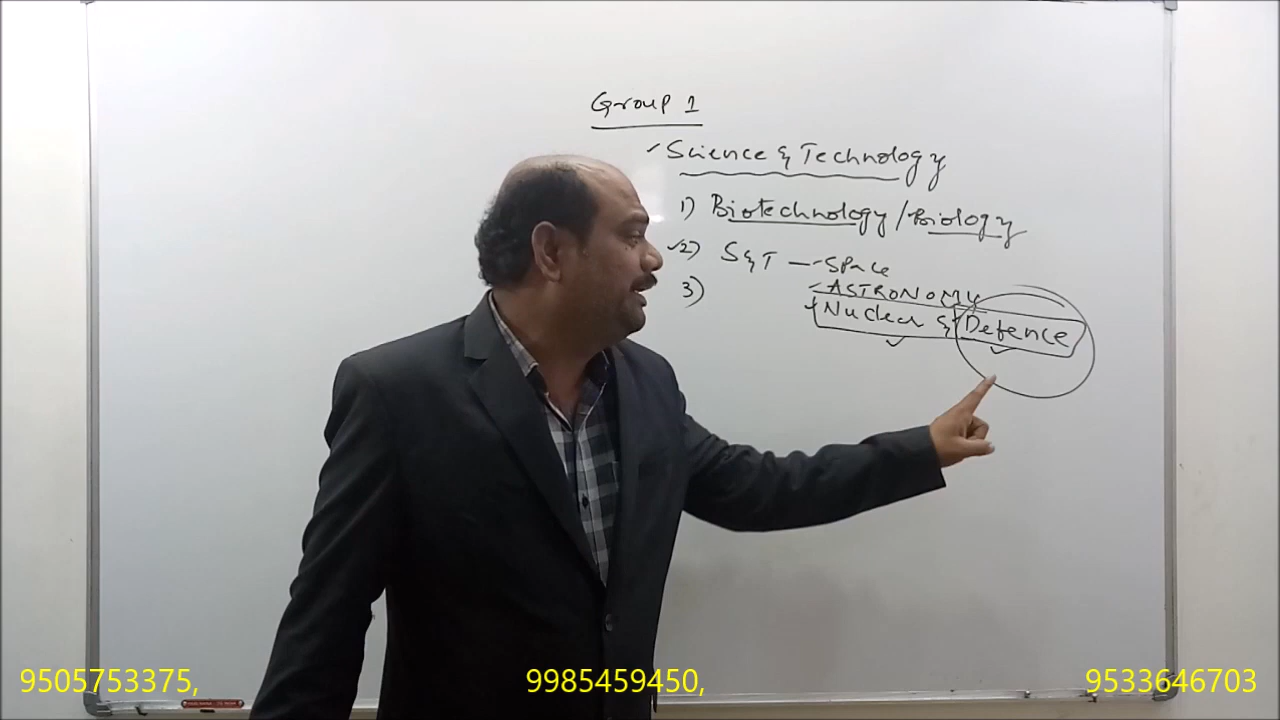 Group 1
Science & Technology
1) Biotechnology / Biology
2) S&T — Space
ASTRONOMY
3)
Nuclear & Defence
9505753375, 9985459450, 9533646703